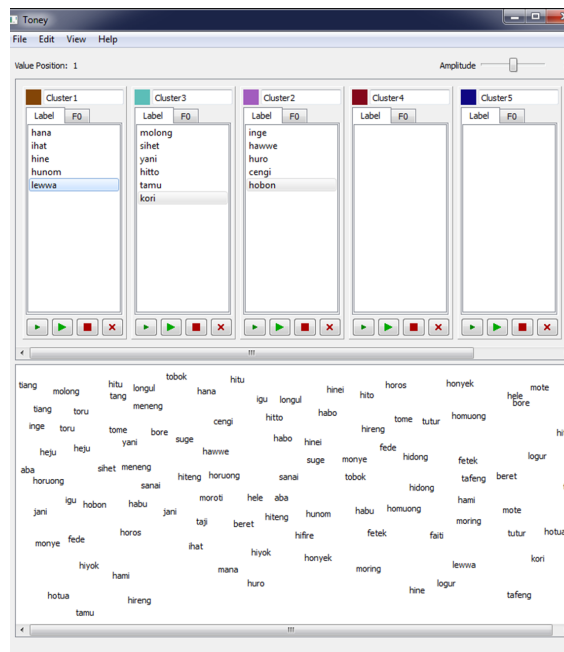 Toney
File Edit View Help
Value Position: 1 Amplitude
Cluster1 Cluster3 Cluster2 Cluster4 Cluster5
Label F0 Label F0 Label F0 Label F0 Label F0
hana molong inge
ihat sihet hawwe
hine yani huro
hunom hitto cengi
lewwa tamu hobon
kori
tobok
tiang molong hitu longul hitu honyek mote
tang hana hinei hito horos hele
igu longul bore
tiang toru meneng habo homuong
cengi hitto tome tutur
inge toru tome bore hireng hi
yani suge habo hinei
heju heju hawwe fede logur
suge monye hidong fetek
aba sihet meneng
horuong hiteng horuong sanai tobok tafeng beret
sanai hidong
igu hobon habu moroti hele aba hami
jani jani hunom habu homuong mote
taji beret hiteng moring
monye fede horos hifire fetek faiti tutur hotua
ihat
hiyok honyek kori
hiyok mana moring lewwa
hami huro logur
hotua hine tafeng
hireng
tamu